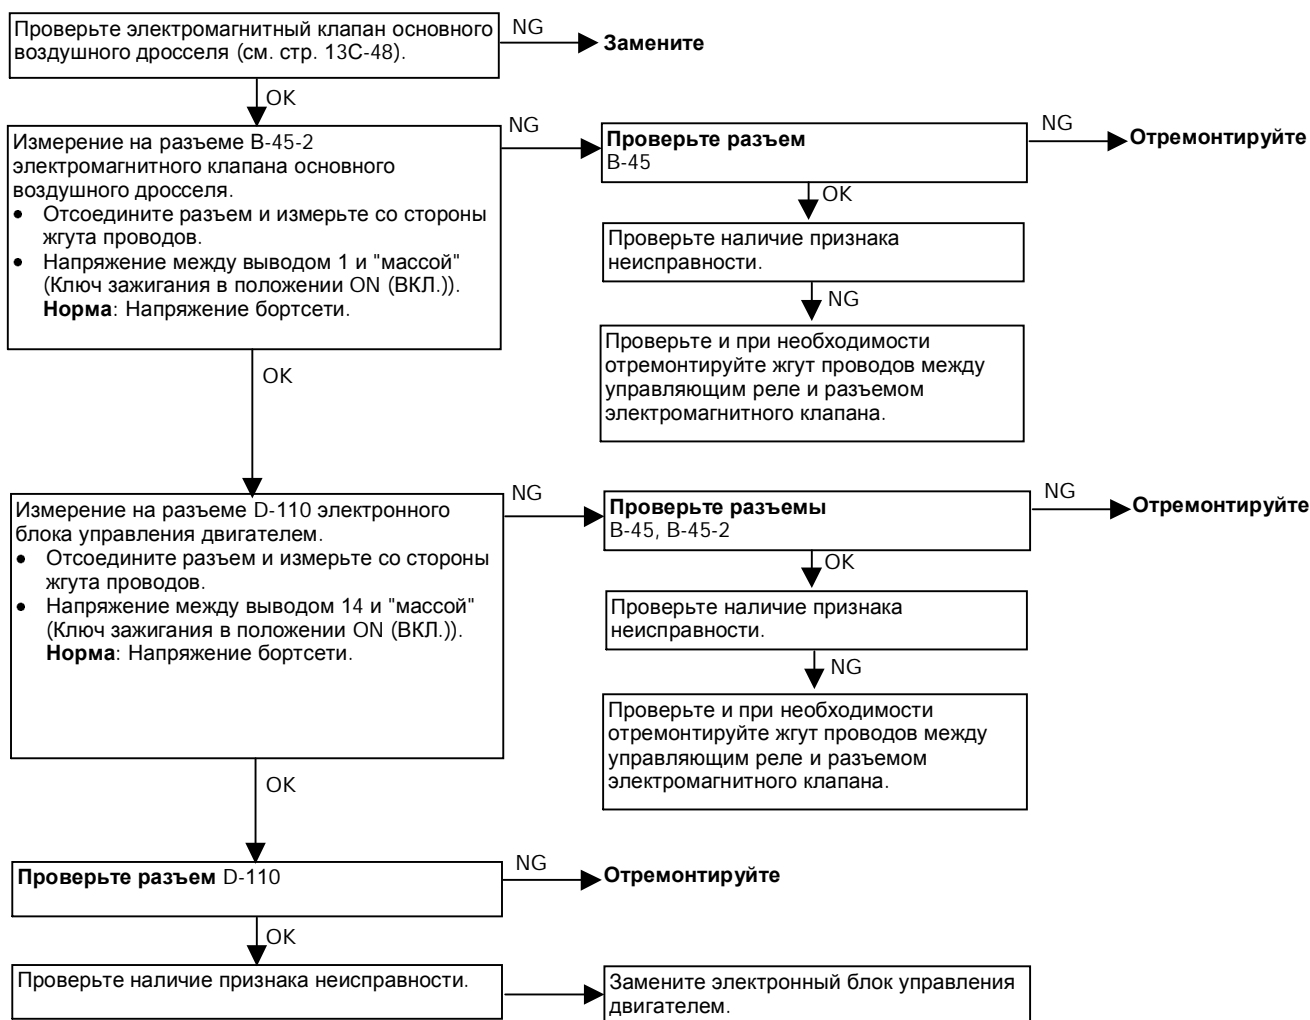 Проверьте электромагнитный клапан основного
воздушного дросселя (см. стр. 13C-48).
NG
Замените
OK
Измерение на разъеме B-45-2
электромагнитного клапана основного
воздушного дросселя.
• Отсоедините разъем и измерьте со стороны
жгута проводов.
• Напряжение между выводом 1 и "массой"
(Ключ зажигания в положении ON (ВКЛ.)).
Норма: Напряжение бортсети.
NG
Проверьте разъем
B-45
NG
Отремонтируйте
OK
Проверьте наличие признака
неисправности.
NG
Проверьте и при необходимости
отремонтируйте жгут проводов между
управляющим реле и разъемом
электромагнитного клапана.
OK
Измерение на разъеме D-110 электронного
блока управления двигателем.
• Отсоедините разъем и измерьте со стороны
жгута проводов.
• Напряжение между выводом 14 и "массой"
(Ключ зажигания в положении ON (ВКЛ.)).
Норма: Напряжение бортсети.
NG
Проверьте разъемы
B-45, B-45-2
NG
Отремонтируйте
OK
Проверьте наличие признака
неисправности.
NG
Проверьте и при необходимости
отремонтируйте жгут проводов между
управляющим реле и разъемом
электромагнитного клапана.
OK
Проверьте разъем D-110
NG
Отремонтируйте
OK
Проверьте наличие признака неисправности.
Замените электронный блок управления
двигателем.